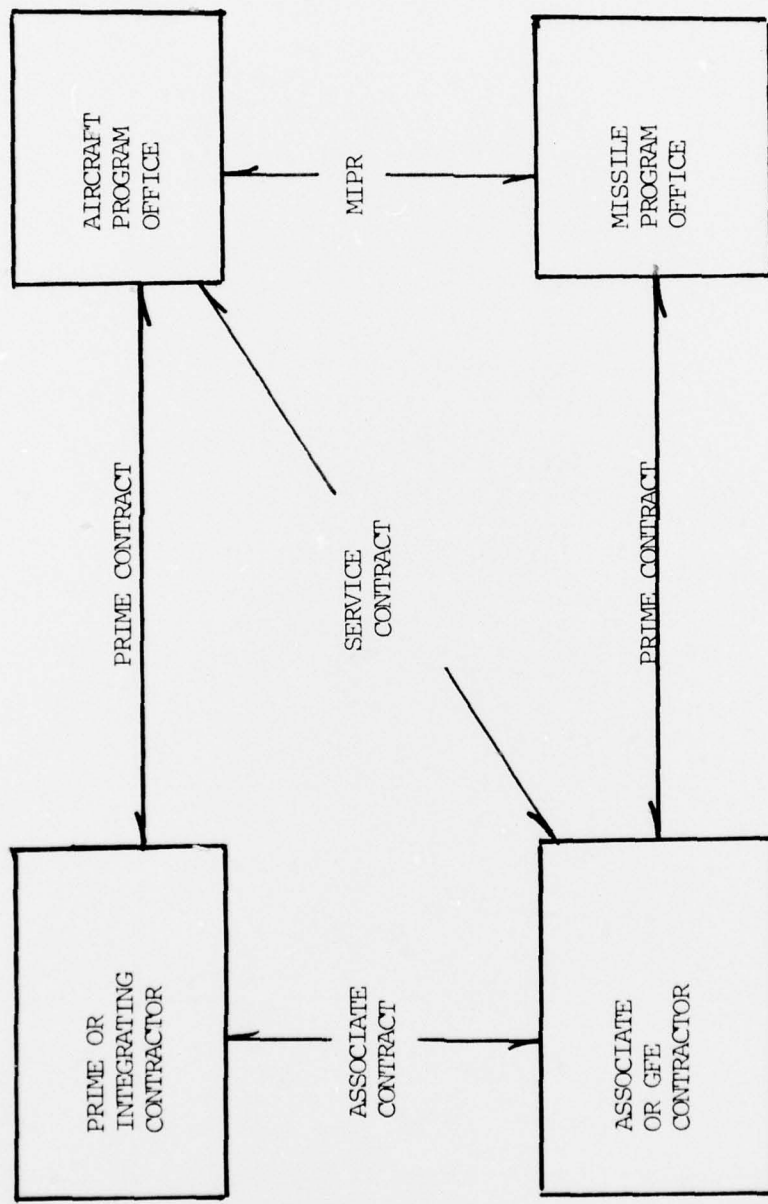 PRIME OR
INTEGRATING
CONTRACTOR
PRIME CONTRACT
AIRCRAFT
PROGRAM
OFFICE
ASSOCIATE
CONTRACT
SERVICE
CONTRACT
MIPR
ASSOCIATE
OR GFE
CONTRACTOR
PRIME CONTRACT
MISSILE
PROGRAM
OFFICE